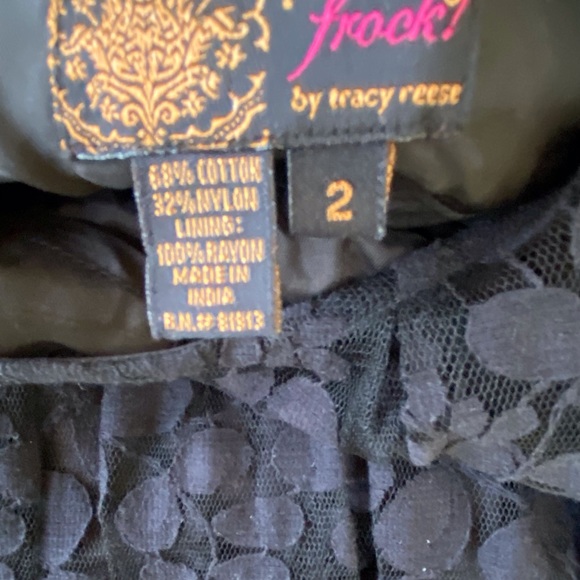 frock!
by tracy reese
68% COTTON
32% NYLON
LINING:
100% RAYON
MADE IN
INDIA
R.N.# 81813
2